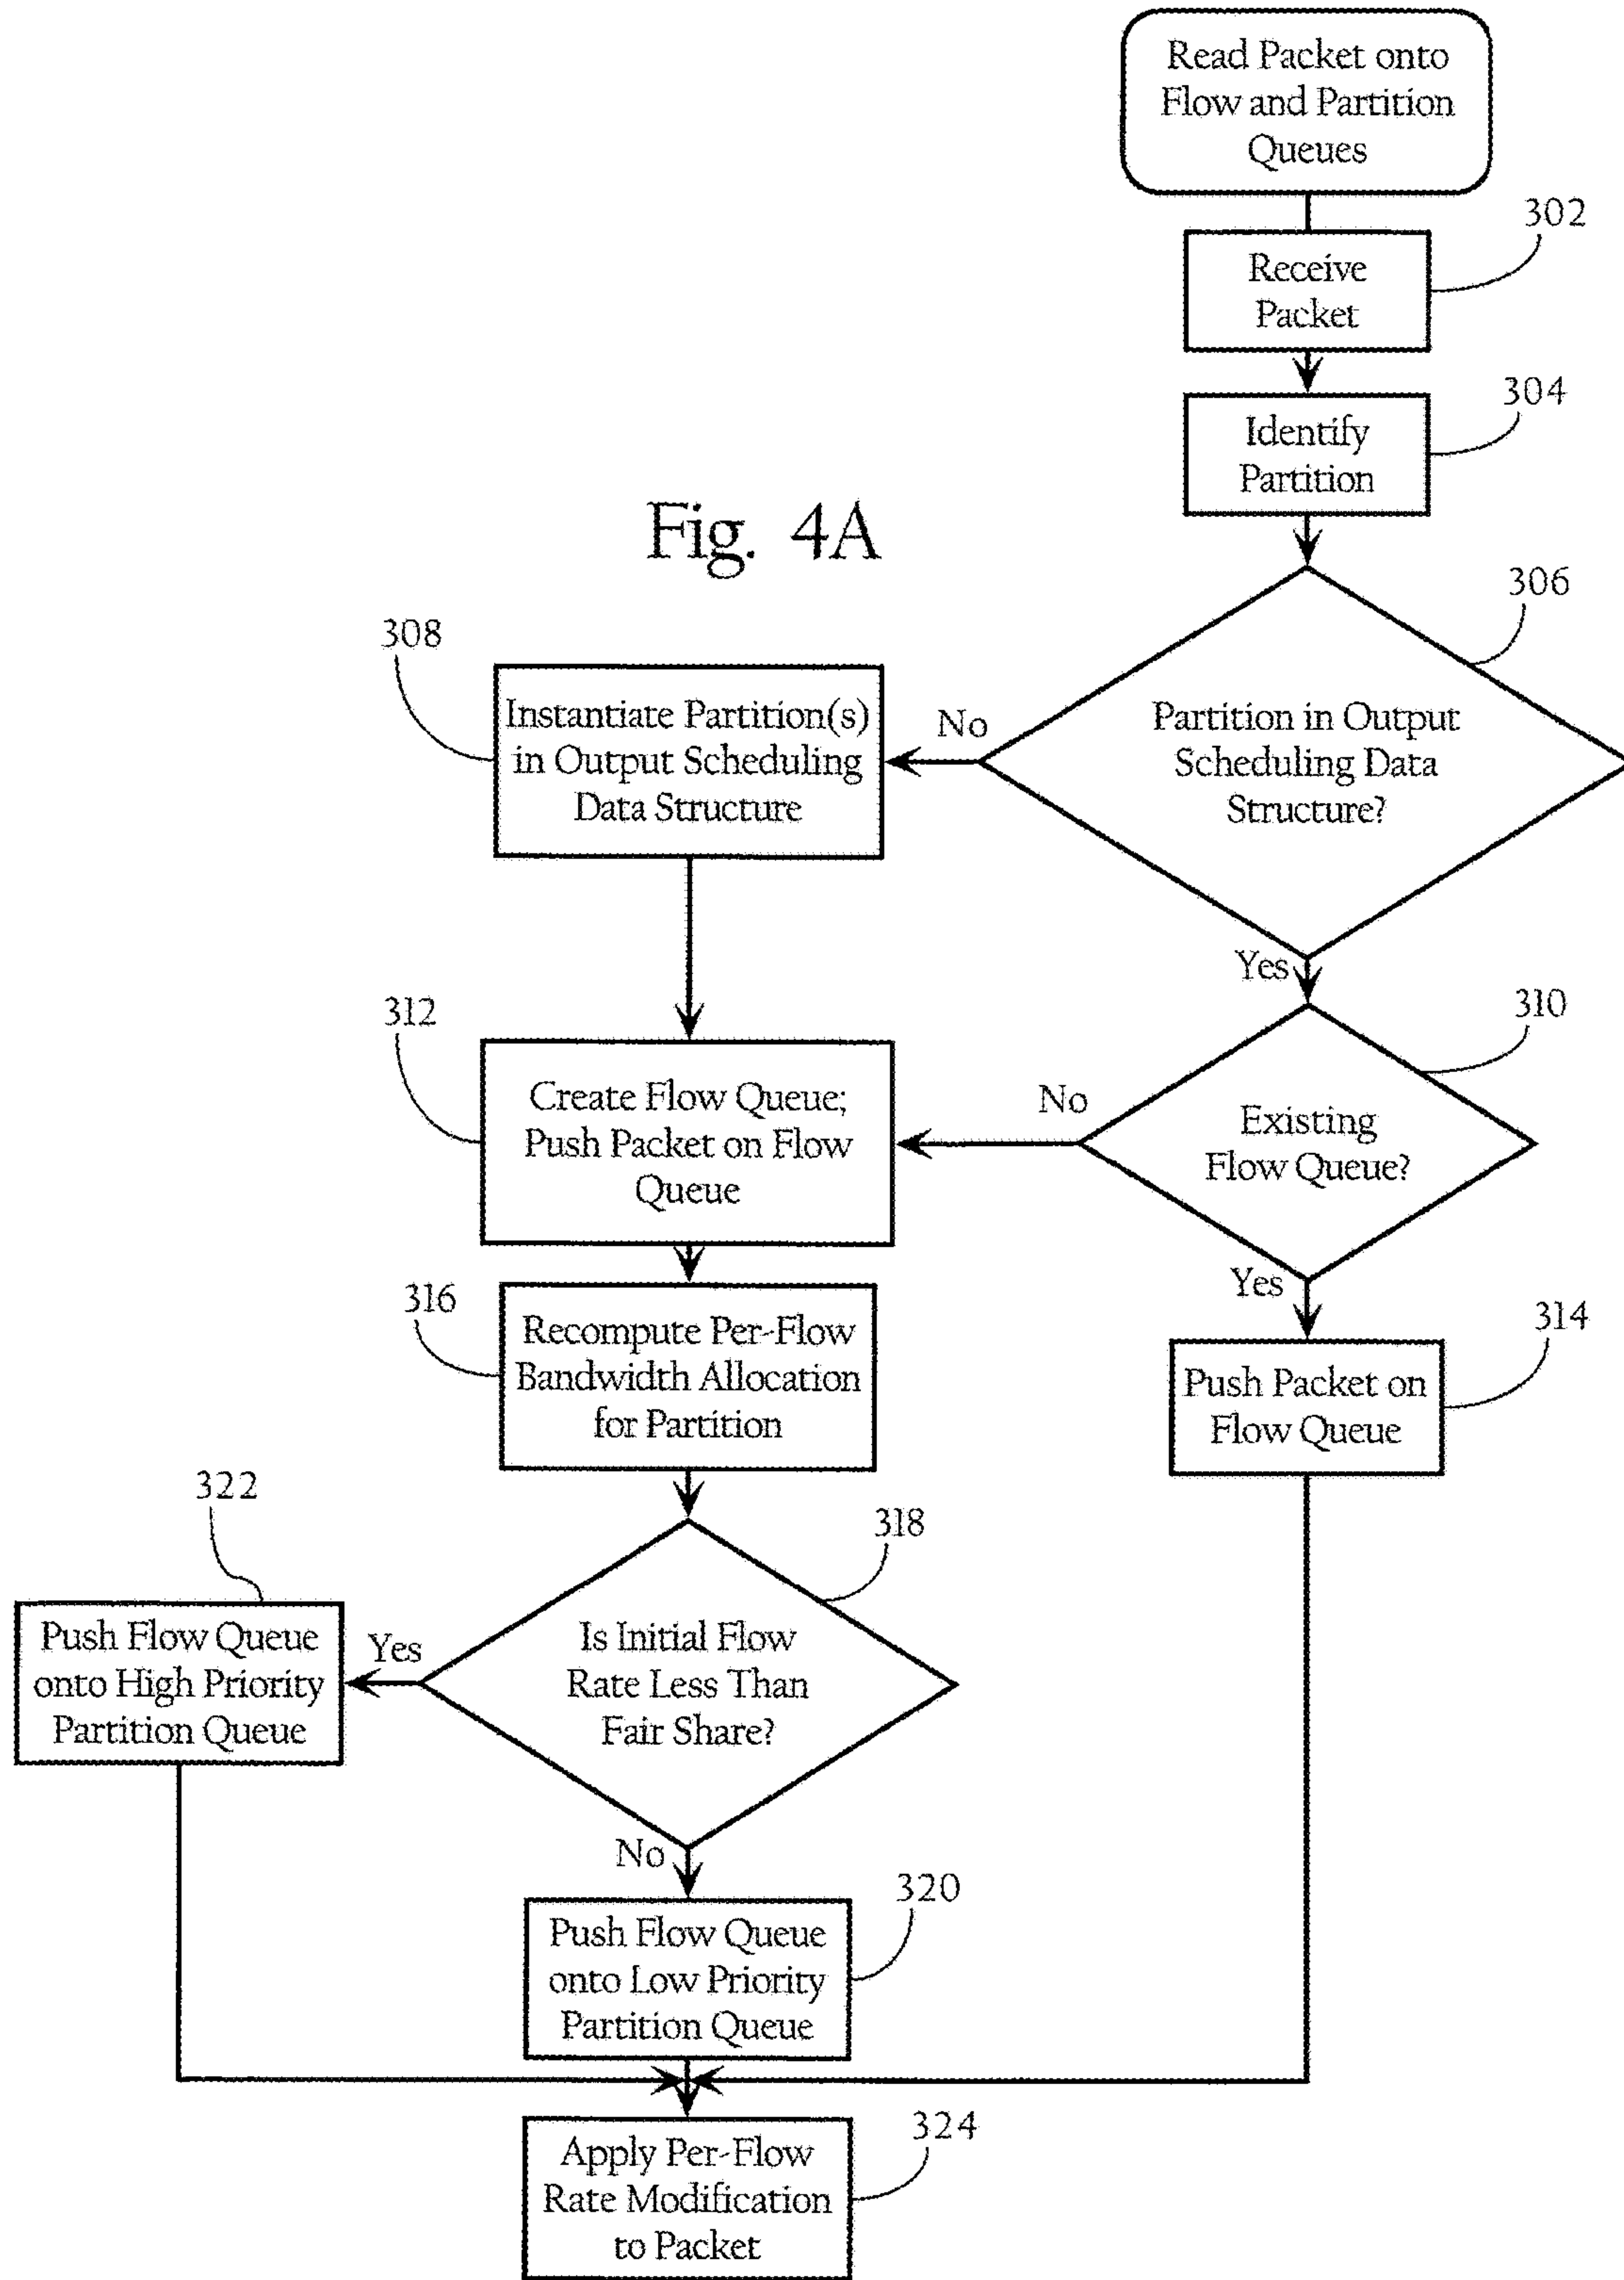 Read Packet onto
Flow and Partition
Queues
302
Receive
Packet
304
Identify
Partition
Fig. 4A
306
308
Partition in Output
Scheduling Data
Structure?
No
Instantiate Partition(s)
in Output Scheduling
Data Structure
Yes
310
312
Existing
Flow Queue?
No
Create Flow Queue;
Push Packet on Flow
Queue
Yes
314
316
Push Packet on
Flow Queue
Recompute Per-Flow
Bandwidth Allocation
for Partition
322
318
Is Initial Flow
Rate Less Than
Fair Share?
Yes
Push Flow Queue
onto High Priority
Partition Queue
No
320
Push Flow Queue
onto Low Priority
Partition Queue
324
Apply Per-Flow
Rate Modification
to Packet